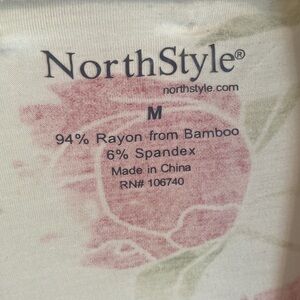 NorthStyle®
northstyle.com
M
94% Rayon from Bamboo
6% Spandex
Made in China
RN# 106740